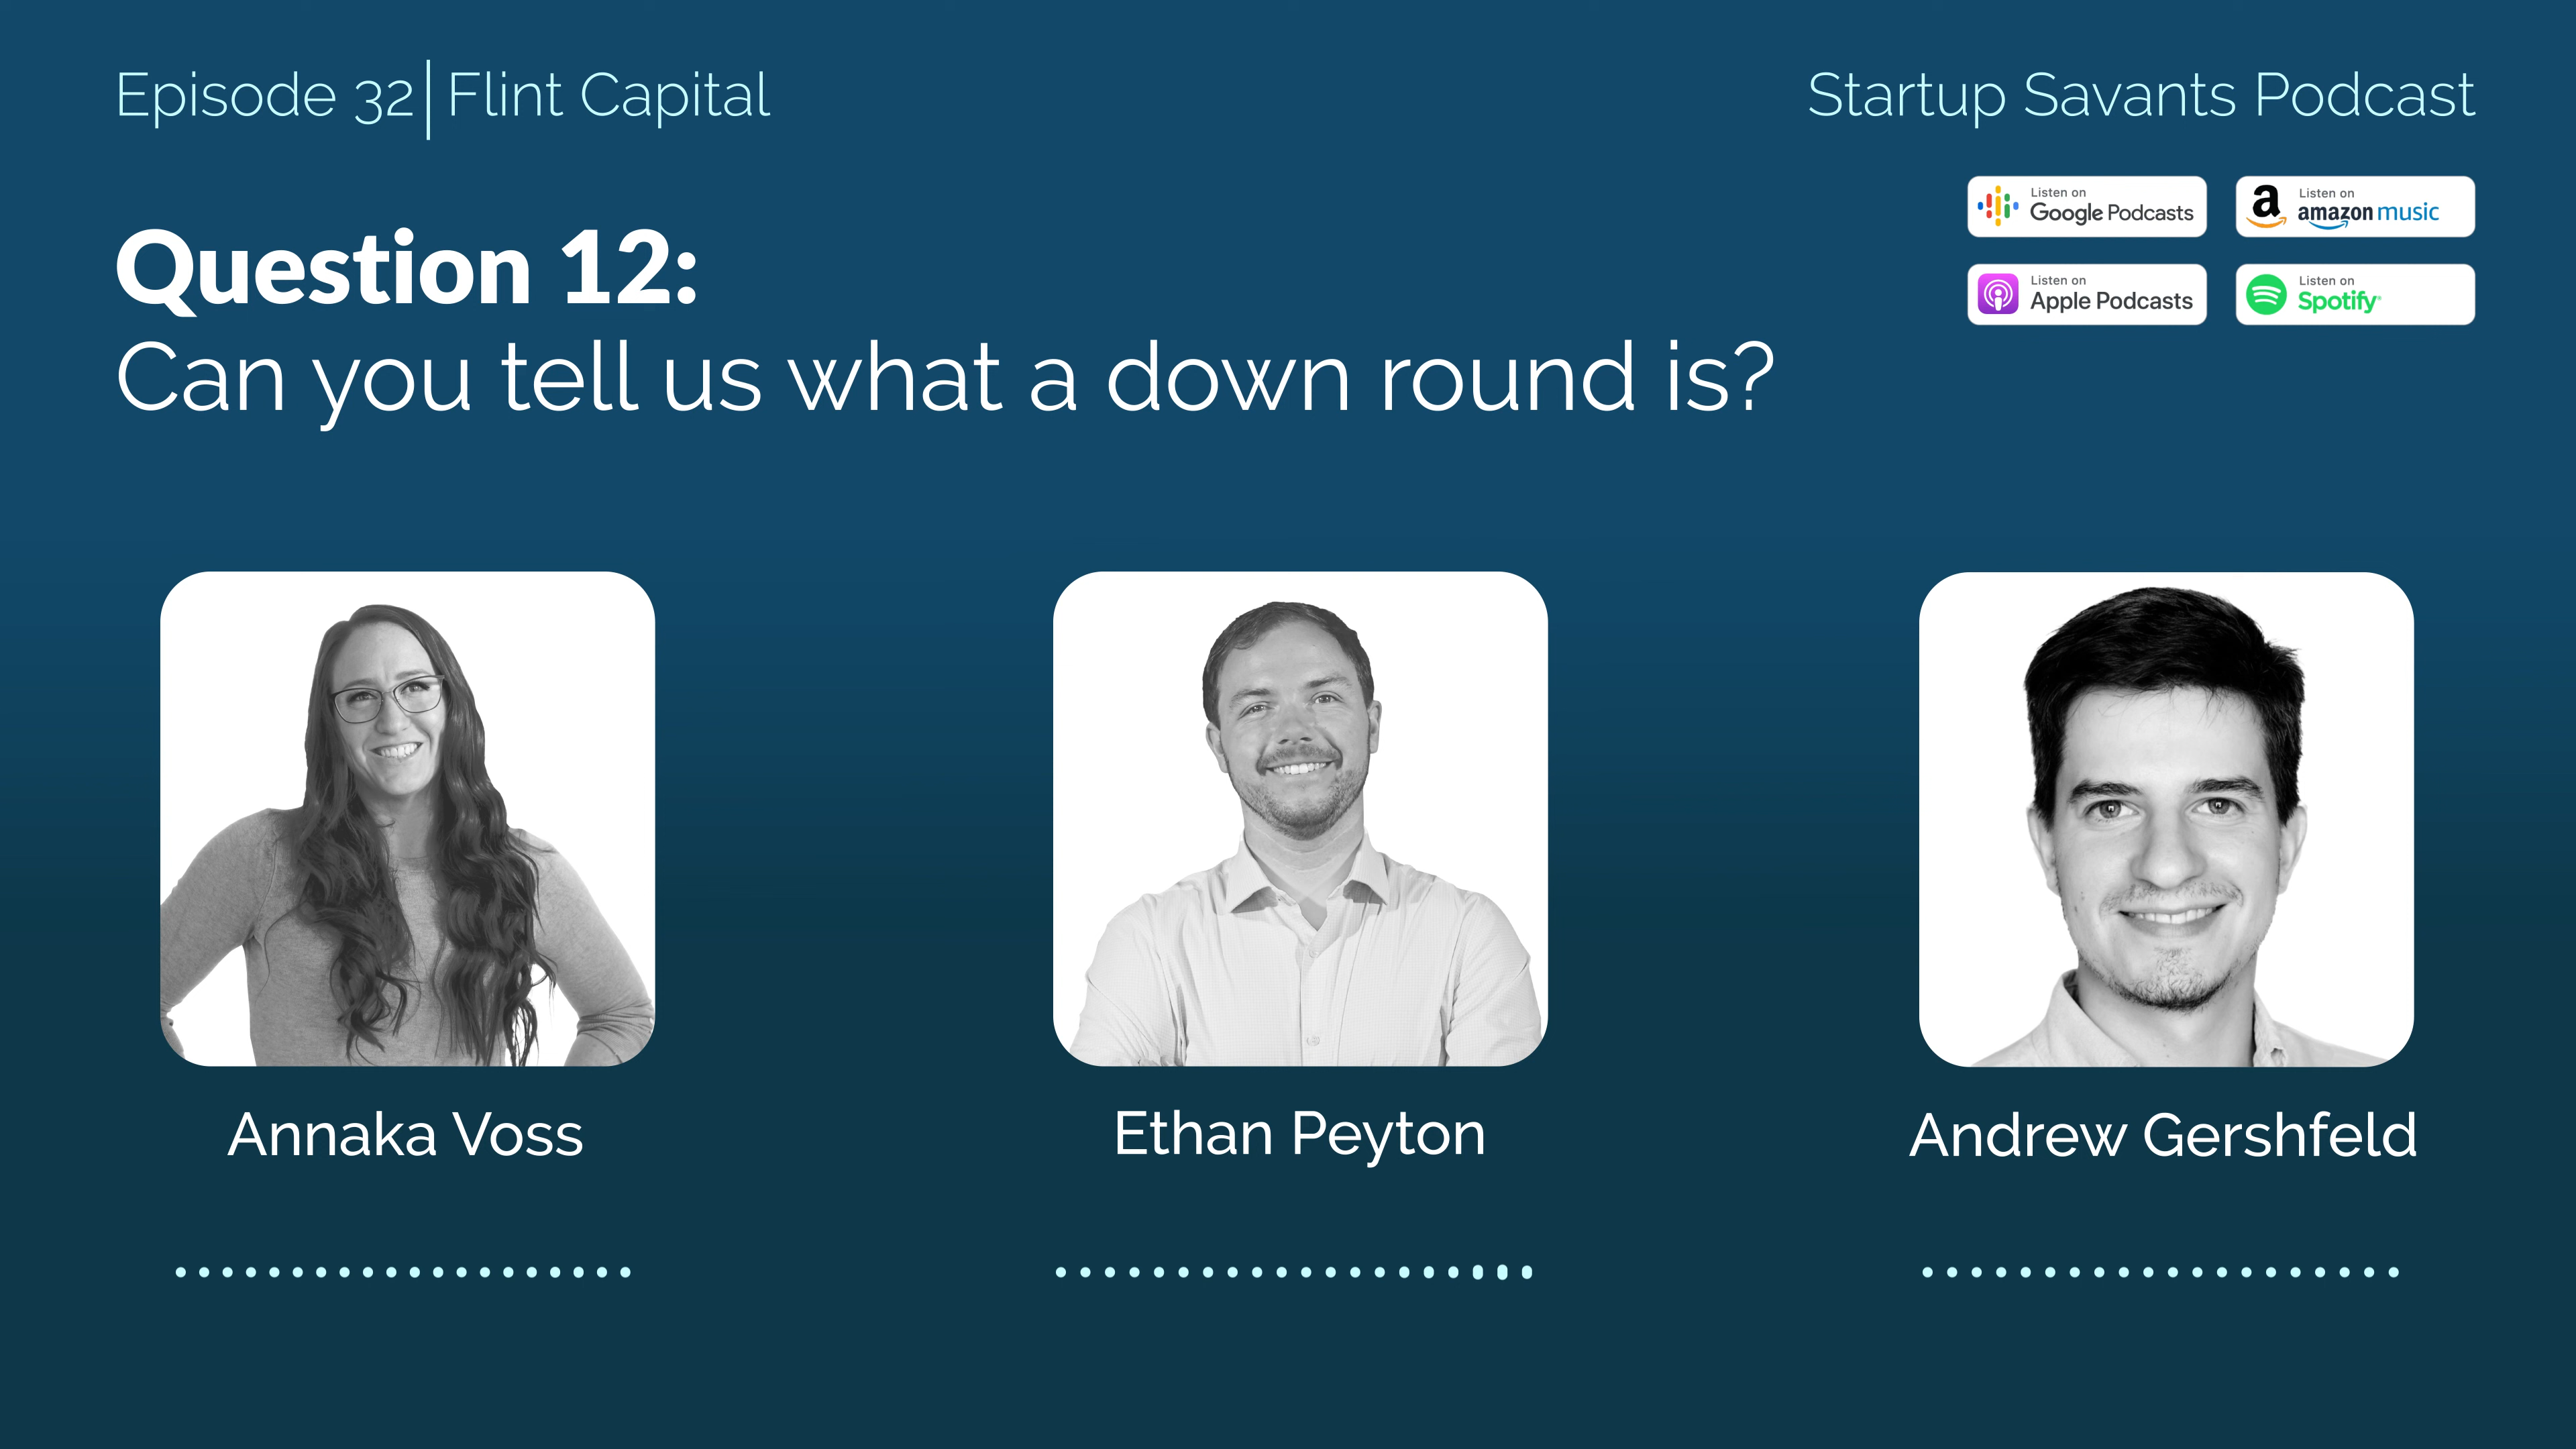 Episode 32 | Flint Capital
Startup Savants Podcast
Listen on
Google Podcasts
Listen on
amazon music
Listen on
Apple Podcasts
Listen on
Spotify
Question 12:
Can you tell us what a down round is?
Annaka Voss
Ethan Peyton
Andrew Gershfeld